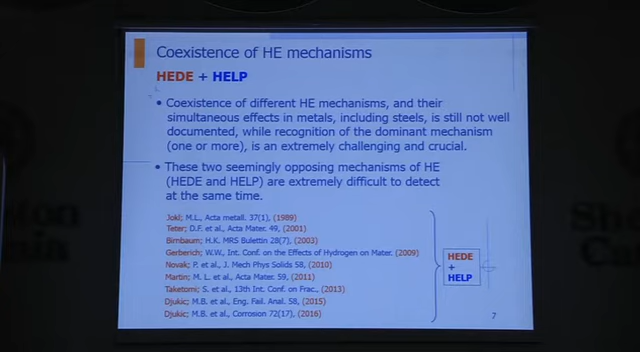 Coexistence of HE mechanisms
HEDE + HELP
• Coexistence of different HE mechanisms, and their
simultaneous effects in metals, including steels, is still not well
documented, while recognition of the dominant mechanism
(one or more), is an extremely challenging and crucial.
• These two seemingly opposing mechanisms of HE
(HEDE and HELP) are extremely difficult to detect
at the same time.
Jokl; M.L., Acta metall. 37(1), (1989)
Teter; D.F. et al., Acta Mater. 49, (2001)
Birnbaum; H.K. MRS Bulettin 28(7), (2003)
Gerberich; W.W., Int. Conf. on the Effects of Hydrogen on Mater. (2009)
Novak; P. et al., J. Mech Phys Solids 58, (2010)
Martin; M. L. et al., Acta Mater. 59, (2011)
Taketomi; S. et al., 13th Int. Conf. on Frac., (2013)
Djukic; M.B. et al., Eng. Fail. Anal. 58, (2015)
Djukic; M.B. et al., Corrosion 72(17), (2016)
HEDE
+
HELP
7